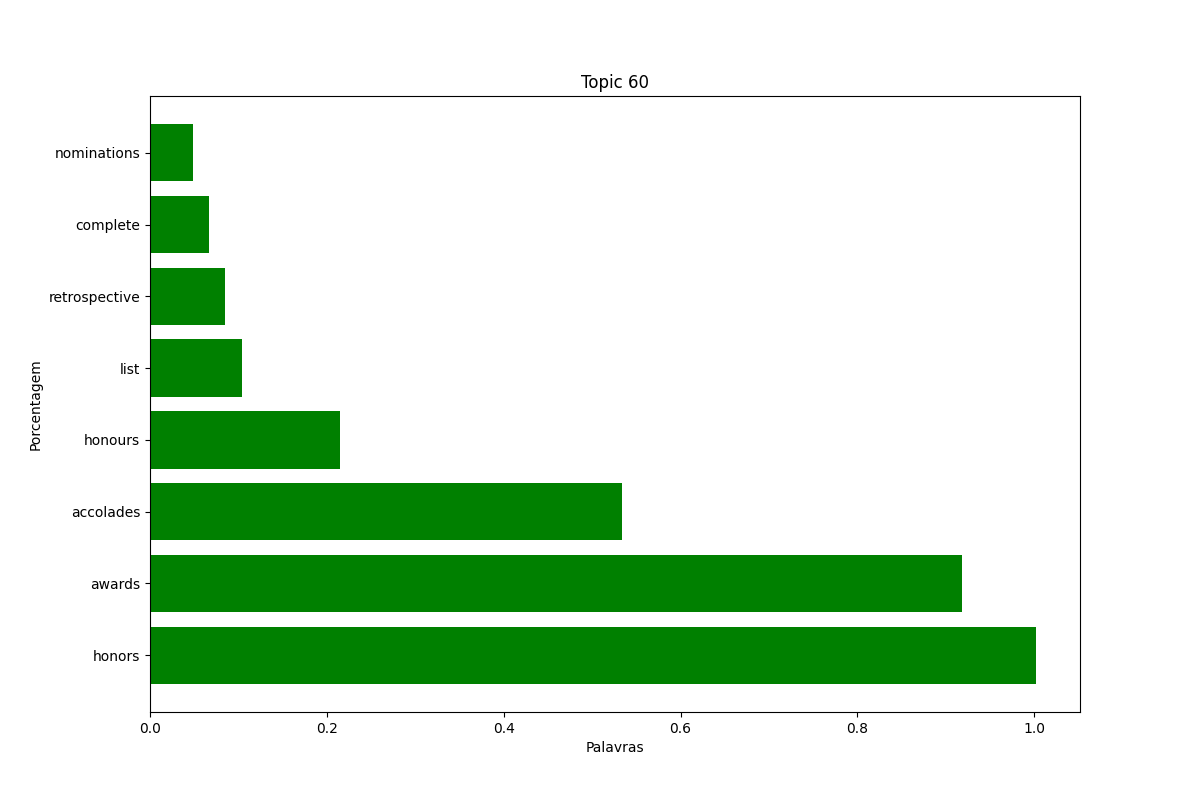 Topic 60
nominations
complete
retrospective
list
honours
accolades
awards
honors
Porcentagem
0.0 0.2 0.4 0.6 0.8 1.0
Palavras